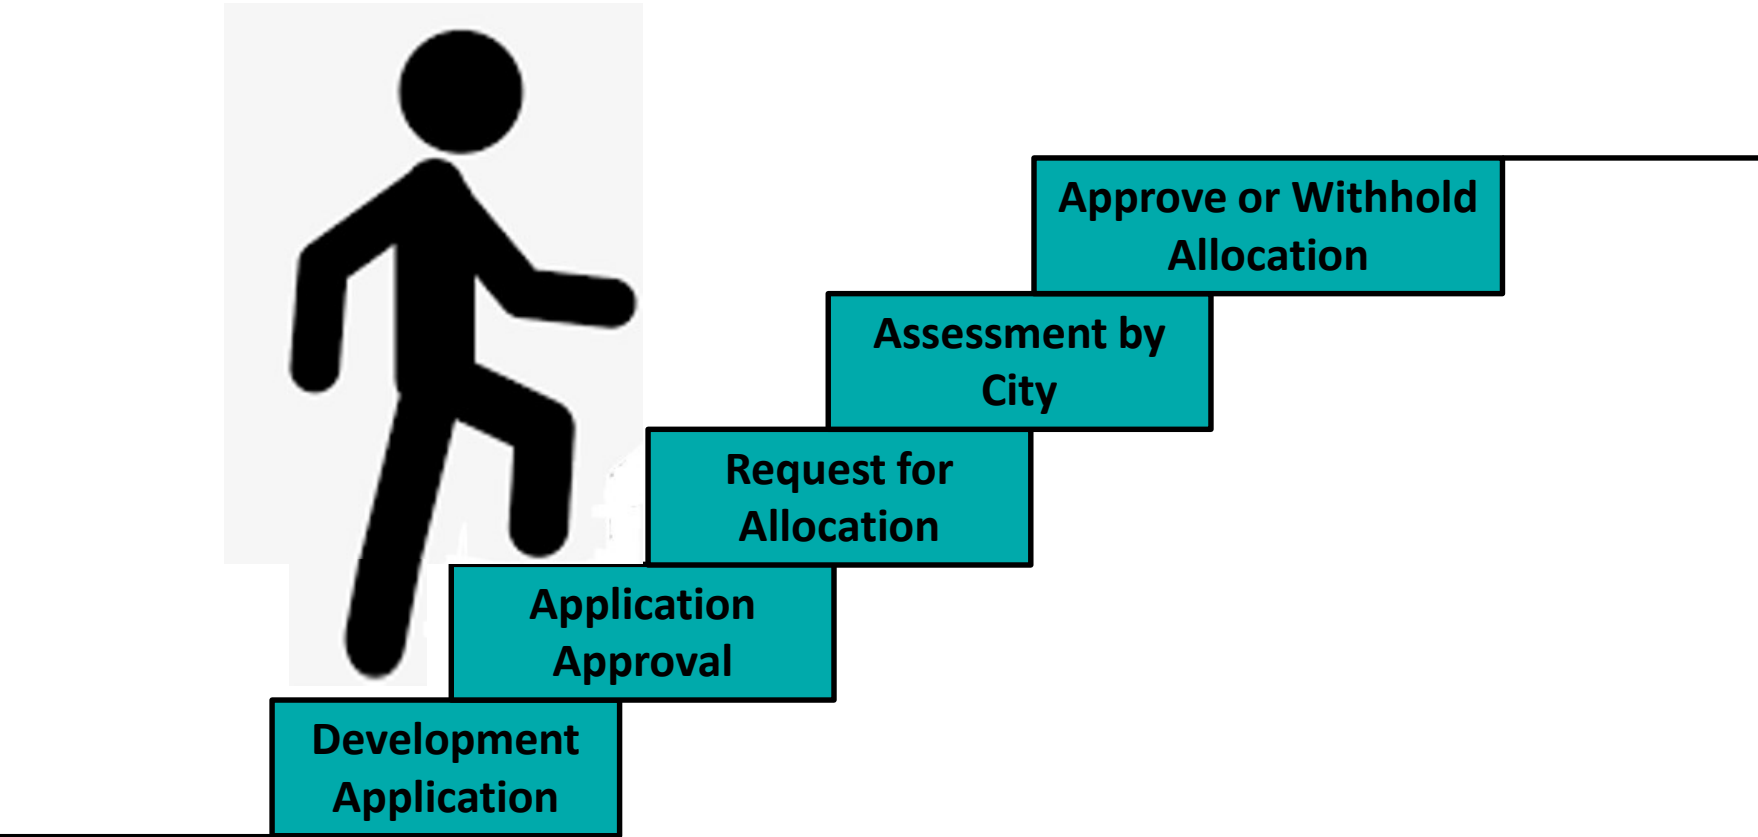 Approve or Withhold
Allocation
Assessment by
City
Request for
Allocation
Application
Approval
Development
Application